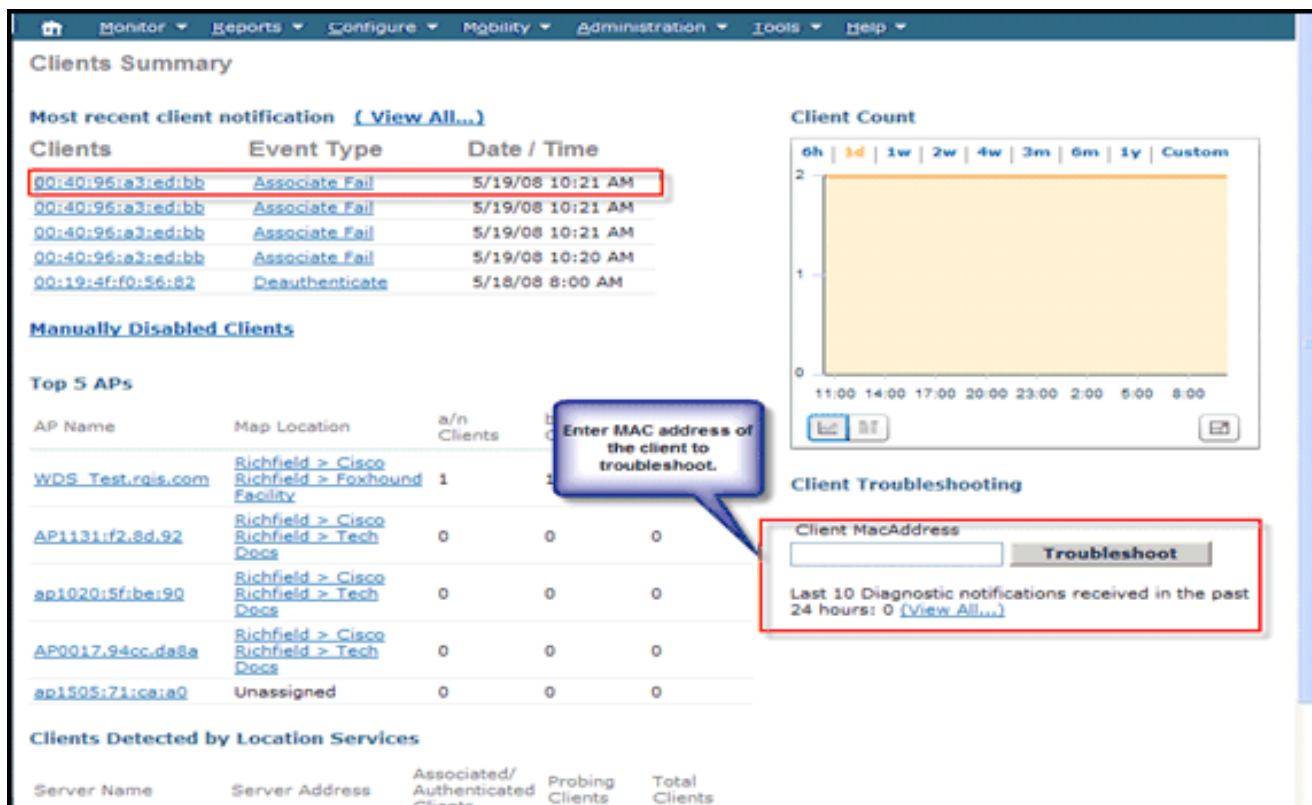 Monitor Reports Configure Mobility Administration Tools Help
Clients Summary
Most recent client notification ( View All...)
Clients Event Type Date / Time
00:40:96:a3:ed:bb Associate Fail 5/19/08 10:21 AM
00:40:96:a3:ed:bb Associate Fail 5/19/08 10:21 AM
00:40:96:a3:ed:bb Associate Fail 5/19/08 10:21 AM
00:40:96:a3:ed:bb Associate Fail 5/19/08 10:20 AM
00:19:4f:f0:56:82 Deauthenticate 5/18/08 8:00 AM
Manually Disabled Clients
Top 5 APs
AP Name Map Location a/n Clients
WDS_Test.rqis.com Richfield > Cisco
Richfield > Foxhound 1
Facility
AP1131:f2.8d.92 Richfield > Cisco
Richfield > Tech 0 0 0
Docs
ap1020:5f:be:90 Richfield > Cisco
Richfield > Tech 0 0 0
Docs
AP0017.94cc.da8a Richfield > Cisco
Richfield > Tech 0 0 0
Docs
ap1505:71:ca:a0 Unassigned 0 0 0
Clients Detected by Location Services
Server Name Server Address Associated/ Authenticated Clients Probing Clients Total Clients
Client Count
6h | 1d | 1w | 2w | 4w | 3m | 6m | 1y | Custom
2
1
0
11:00 14:00 17:00 20:00 23:00 2:00 5:00 8:00
Enter MAC address of
the client to
troubleshoot.
Client Troubleshooting
Client MacAddress
Troubleshoot
Last 10 Diagnostic notifications received in the past
24 hours: 0 (View All...)